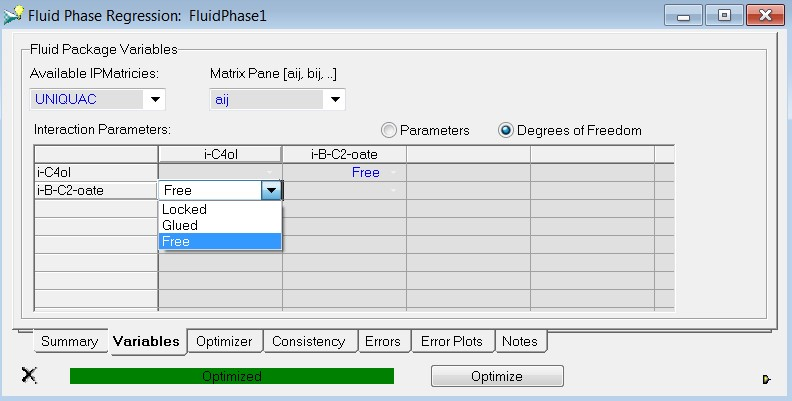 Fluid Phase Regression: FluidPhase1
Fluid Package Variables
Available IPMatricies: Matrix Pane [aij, bij, ..]
UNIQUAC aij
Interaction Parameters: Parameters Degrees of Freedom
i-C4ol i-B-C2-oate
i-C4ol Free
i-B-C2-oate Free
Locked
Glued
Free
Summary Variables Optimizer Consistency Errors Error Plots Notes
Optimized Optimize